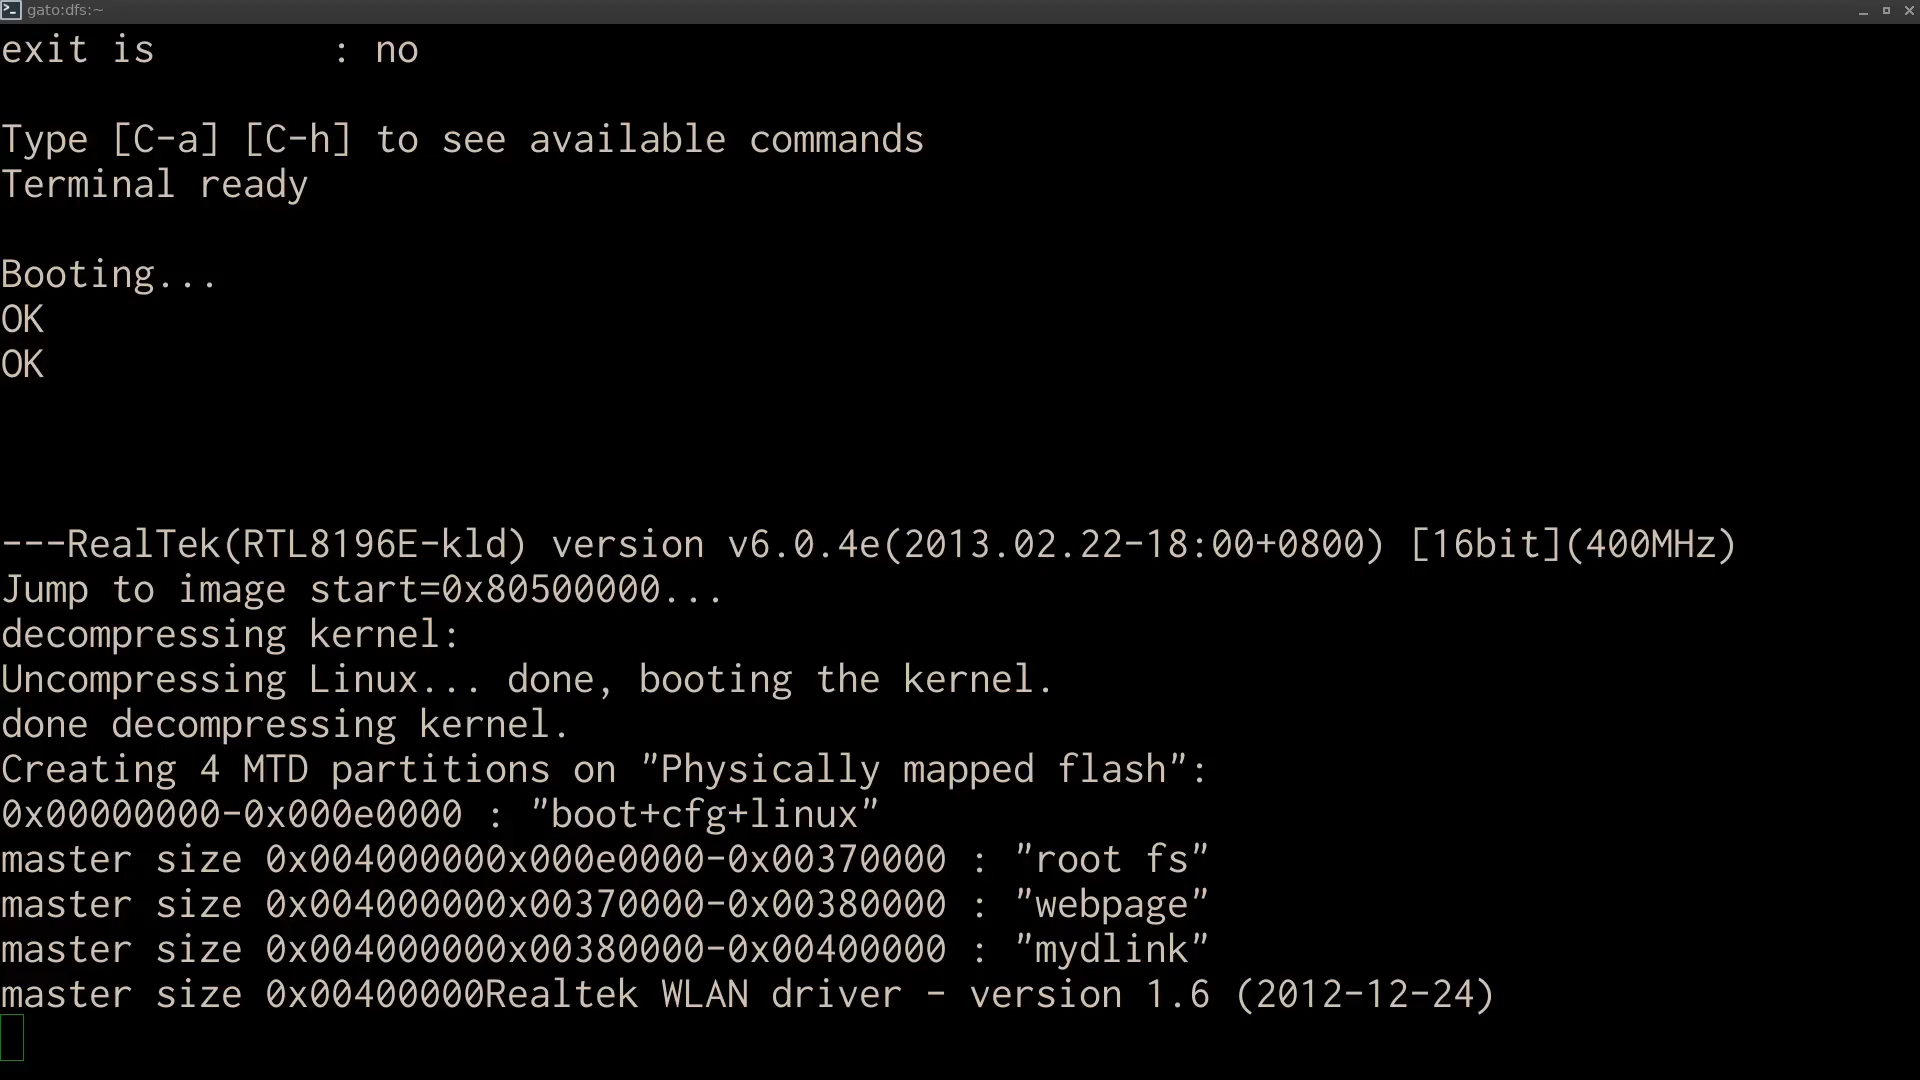 gato:dfs:~
exit is : no
Type [C-a] [C-h] to see available commands
Terminal ready
Booting...
OK
OK
---RealTek(RTL8196E-kld) version v6.0.4e(2013.02.22-18:00+0800) [16bit](400MHz)
Jump to image start=0x80500000...
decompressing kernel:
Uncompressing Linux... done, booting the kernel.
done decompressing kernel.
Creating 4 MTD partitions on "Physically mapped flash":
0x00000000-0x000e0000 : "boot+cfg+linux"
master size 0x004000000x000e0000-0x00370000 : "root fs"
master size 0x004000000x00370000-0x00380000 : "webpage"
master size 0x004000000x00380000-0x00400000 : "mydlink"
master size 0x00400000Realtek WLAN driver - version 1.6 (2012-12-24)